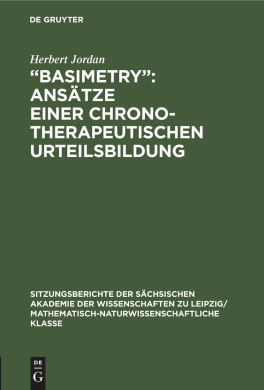 DE GRUYTER
Herbert Jordan
“BASIMETRY”:
ANSÄTZE
EINER CHRONO-
THERAPEUTISCHEN
URTEILSBILDUNG
SITZUNGSBERICHTE DER SÄCHSISCHEN
AKADEMIE DER WISSENSCHAFTEN ZU LEIPZIG/
MATHEMATISCH-NATURWISSENSCHAFTLICHE
KLASSE
DE
G